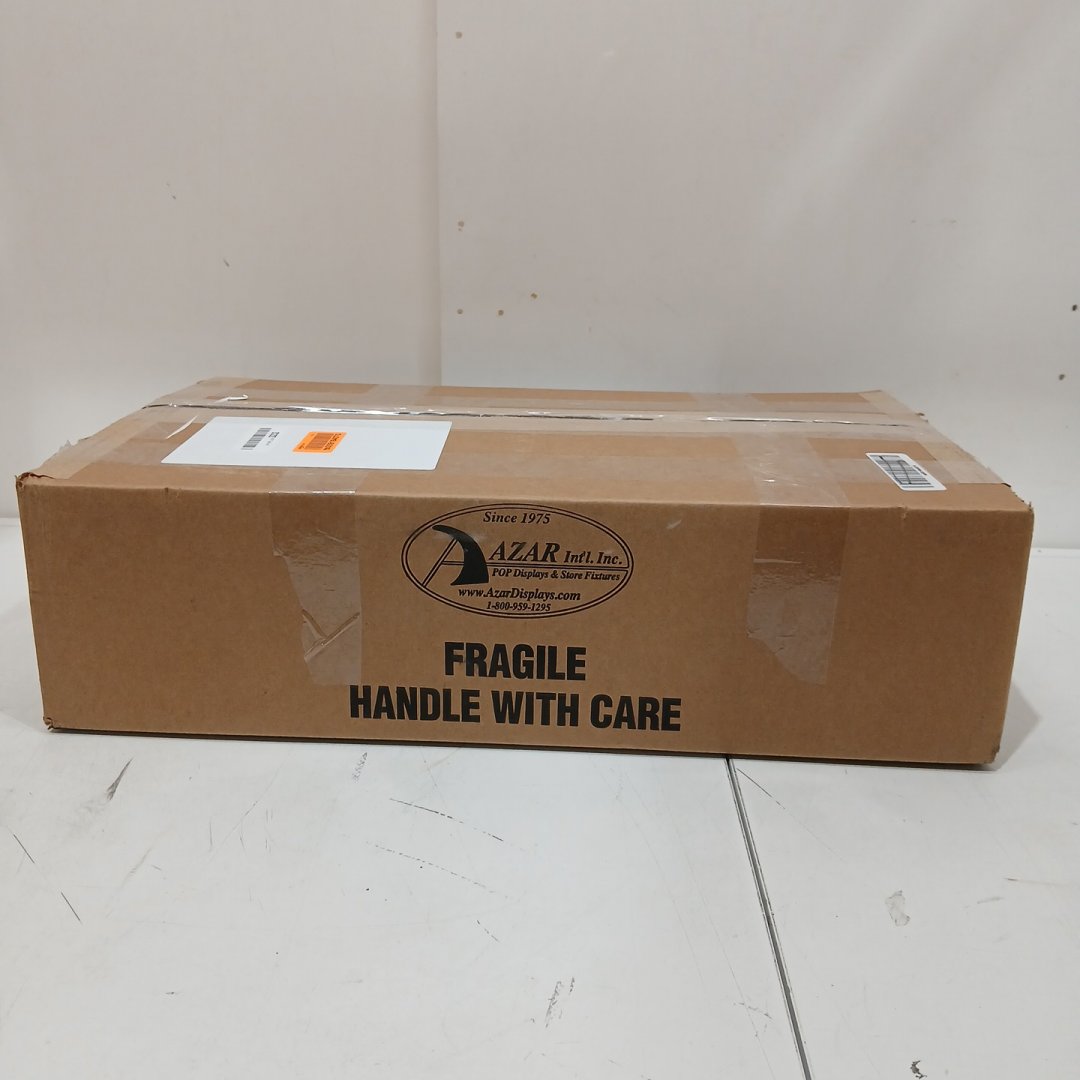 Since 1975
AZAR Int'l. Inc.
POP Displays & Store Fixtures
www.AzarDisplays.com
1-800-959-1295
FRAGILE
HANDLE WITH CARE